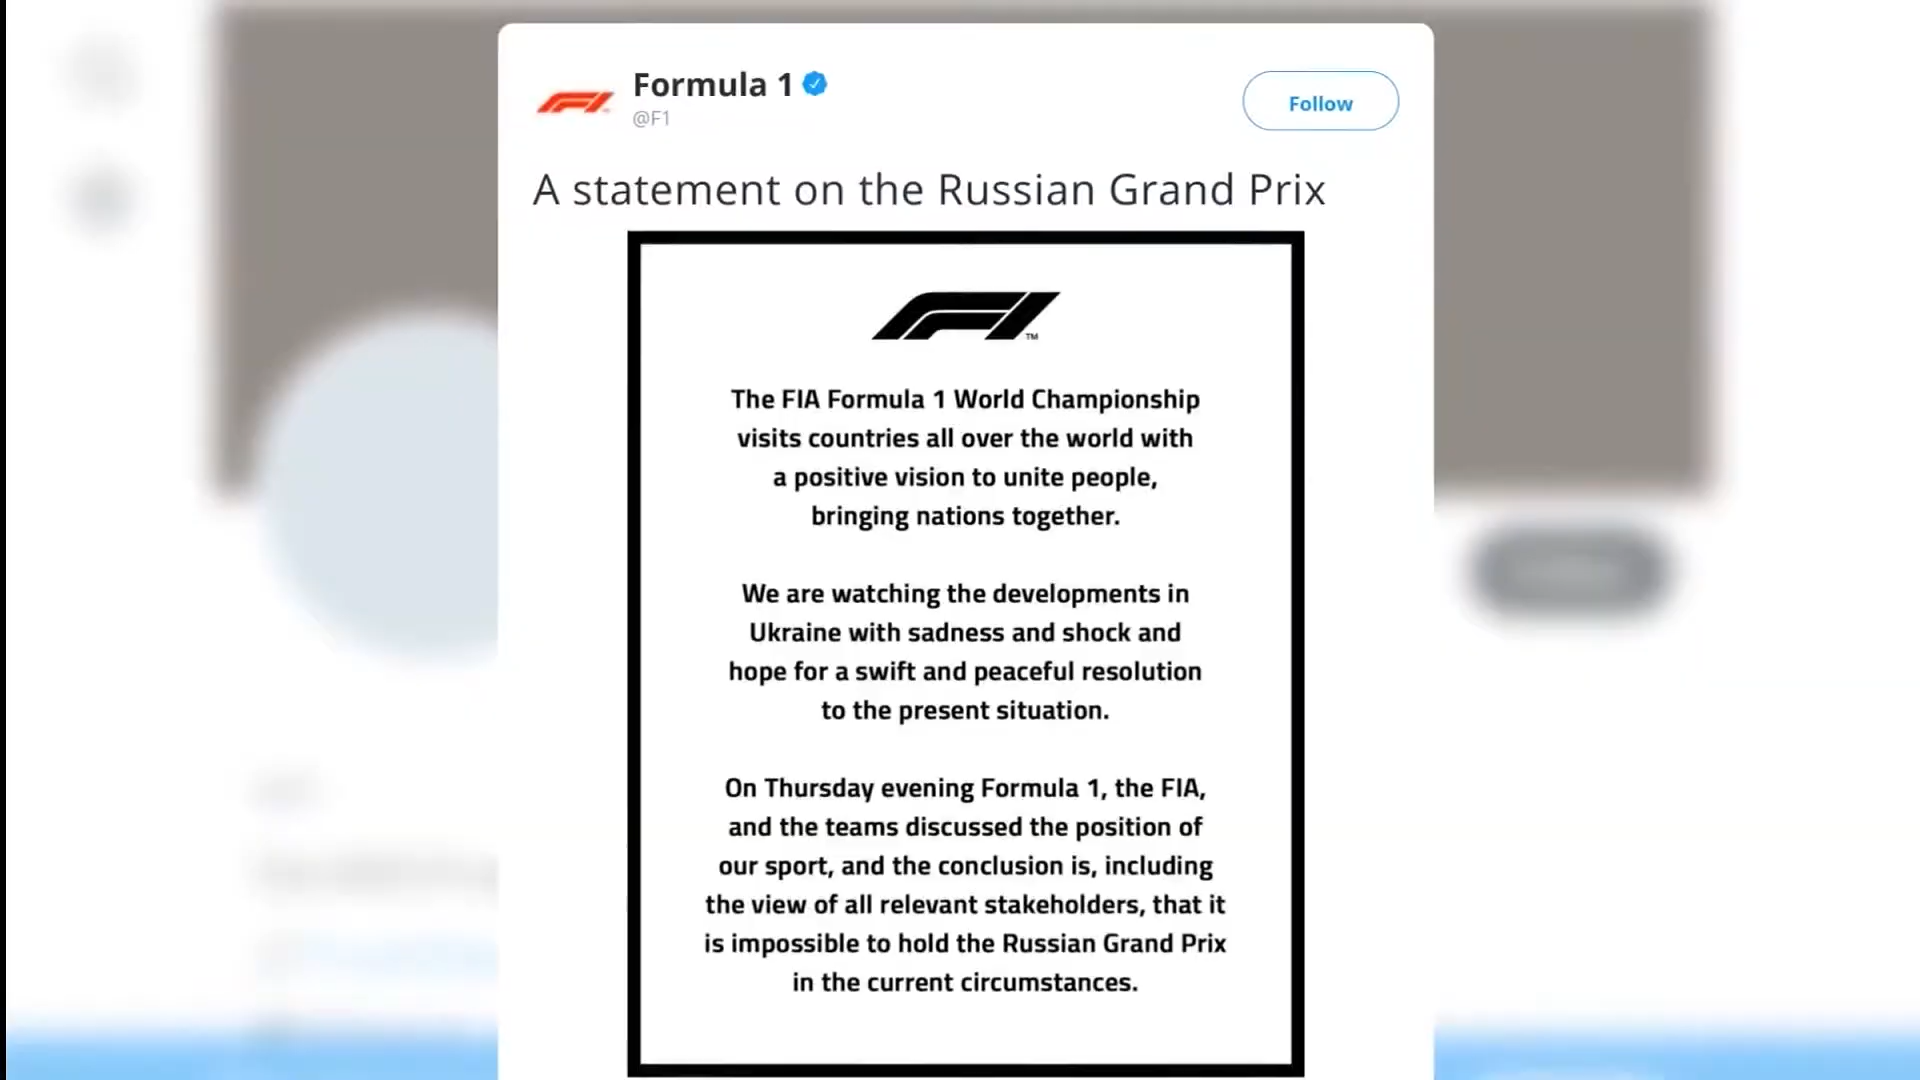 Formula 1
@F1
Follow
A statement on the Russian Grand Prix
F1
TM
The FIA Formula 1 World Championship
visits countries all over the world with
a positive vision to unite people,
bringing nations together.
We are watching the developments in
Ukraine with sadness and shock and
hope for a swift and peaceful resolution
to the present situation.
On Thursday evening Formula 1, the FIA,
and the teams discussed the position of
our sport, and the conclusion is, including
the view of all relevant stakeholders, that it
is impossible to hold the Russian Grand Prix
in the current circumstances.